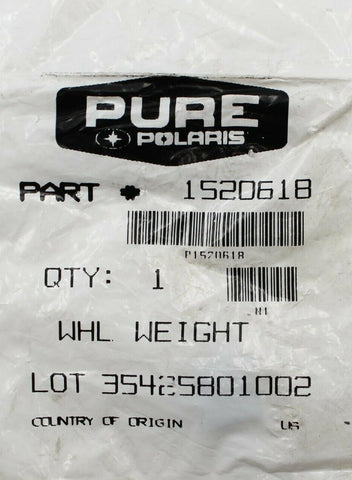 PURE
POLARIS
PART # 1520618
P1520618
QTY: 1
N1
WHL WEIGHT
LOT 35425801002
COUNTRY OF ORIGIN US